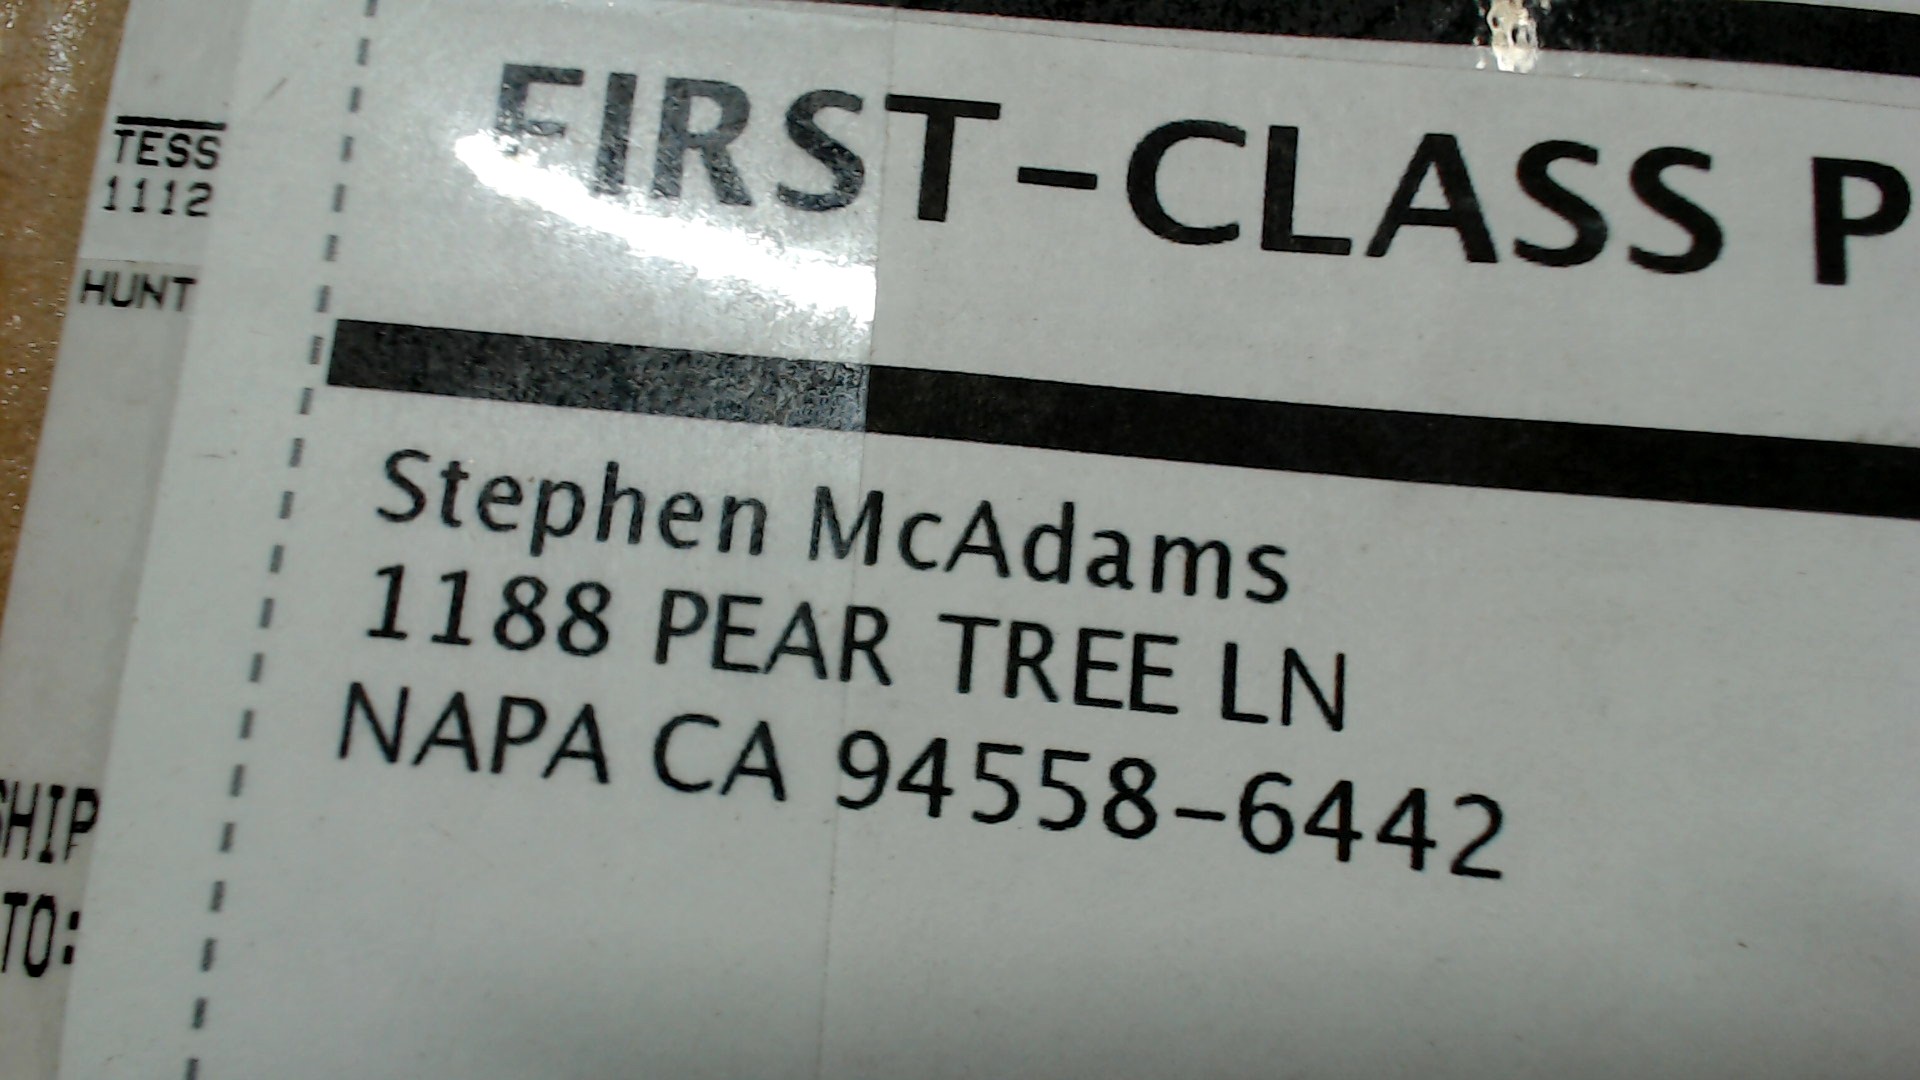 FIRST-CLASS P
TESS
1112
HUNT
Stephen McAdams
1188 PEAR TREE LN
NAPA CA 94558-6442
SHIP
TO: